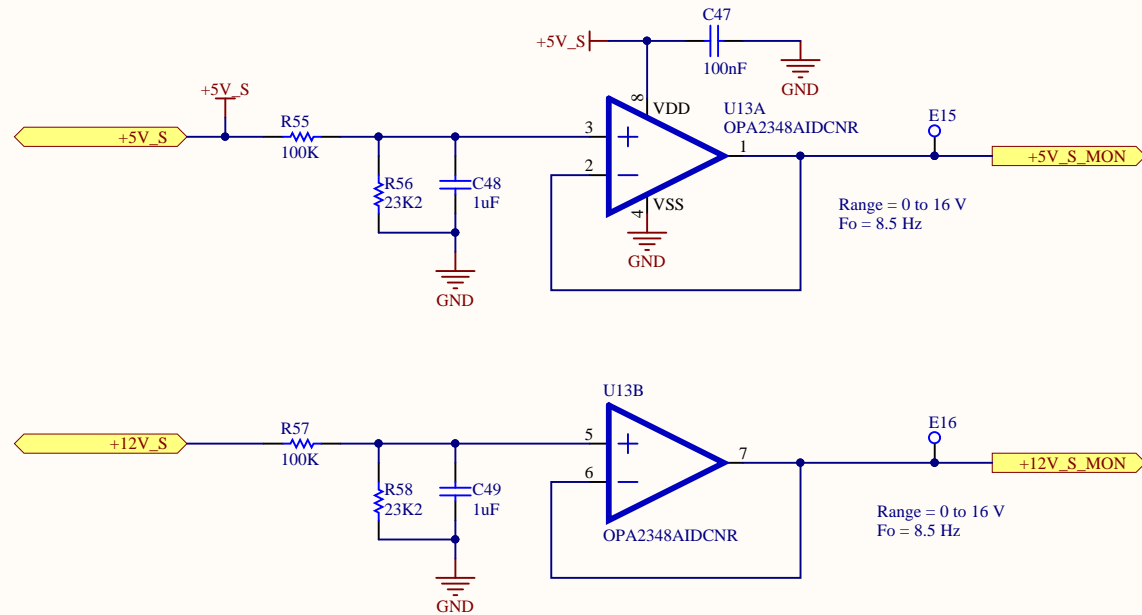 C47
+5V_S
100nF
GND
+5V_S
+5V_S
R55
100K
8
VDD
U13A
OPA2348AIDCNR
3
2
1
E15
+5V_S_MON
R56
23K2
C48
1uF
4
VSS
GND
Range = 0 to 16 V
Fo = 8.5 Hz
GND
U13B
+12V_S
R57
100K
5
6
7
E16
+12V_S_MON
R58
23K2
C49
1uF
OPA2348AIDCNR
Range = 0 to 16 V
Fo = 8.5 Hz
GND